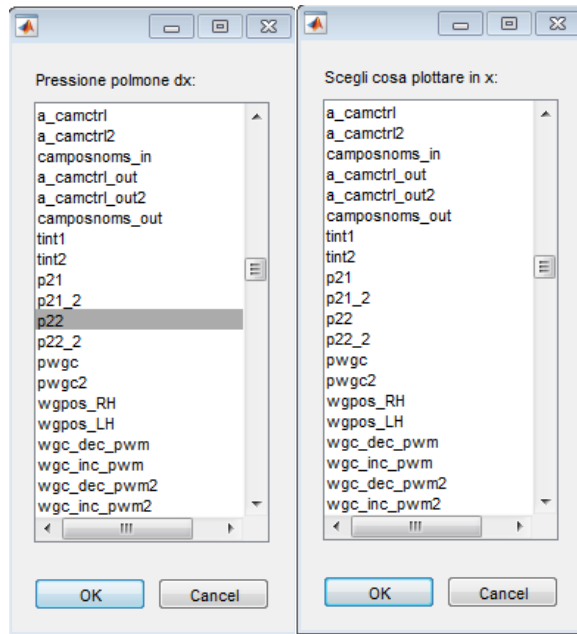 Pressione polmone dx:
a_camctrl
a_camctrl2
camposnoms_in
a_camctrl_out
a_camctrl_out2
camposnoms_out
tint1
tint2
p21
p21_2
p22
p22_2
pwgc
pwgc2
wgpos_RH
wgpos_LH
wgc_dec_pwm
wgc_inc_pwm
wgc_dec_pwm2
wgc_inc_pwm2
OK
Cancel
Scegli cosa plottare in x:
a_camctrl
a_camctrl2
camposnoms_in
a_camctrl_out
a_camctrl_out2
camposnoms_out
tint1
tint2
p21
p21_2
p22
p22_2
pwgc
pwgc2
wgpos_RH
wgpos_LH
wgc_dec_pwm
wgc_inc_pwm
wgc_dec_pwm2
wgc_inc_pwm2
OK
Cancel